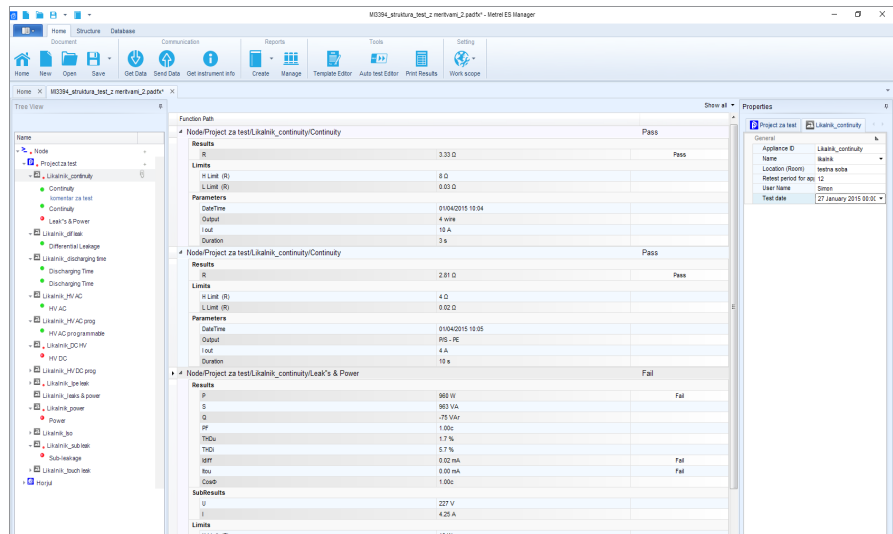 MI3394_struktura_test_z meritvami_2.padfx* - Metrel ES Manager
Home Structure Database
Document Communication Reports Tools Setting
Home New Open Save Get Data Send Data Get instrument info Create Manage Template Editor Auto test Editor Print Results Work scope
Home MI3394_struktura_test_z meritvami_2.padfx*
Tree View
Name
Node
Project za test
Likalnik_continuity
Continuity
komentar za test
Continuity
Leak''s & Power
Likalnik_dif leak
Differential Leakage
Likalnik_discharging time
Discharging Time
Discharging Time
Likalnik_HV AC
HV AC
Likalnik_HV AC prog
HV AC programmable
Likalnik_DC HV
HV DC
Likalnik_HV DC prog
Likalnik_Ipe leak
Likalnik_leaks & power
Likalnik_power
Power
Likalnik_Iso
Likalnik_sub leak
Sub-leakage
Likalnik_touch leak
Horjul
Show all
Function Path
Node/Project za test/Likalnik_continuity/Continuity Pass
Results
R 3.33 Ω Pass
Limits
H Limit (R) 8 Ω
L Limit (R) 0.03 Ω
Parameters
DateTime 01/04/2015 10:04
Output 4 wire
I out 10 A
Duration 3 s
Node/Project za test/Likalnik_continuity/Continuity Pass
Results
R 2.81 Ω Pass
Limits
H Limit (R) 4 Ω
L Limit (R) 0.02 Ω
Parameters
DateTime 01/04/2015 10:05
Output P/S - PE
I out 4 A
Duration 10 s
Node/Project za test/Likalnik_continuity/Leak''s & Power Fail
Results
P 960 W Fail
S 963 VA
Q -75 VAr
PF 1.00c
THDu 1.7 %
THDi 5.7 %
Idiff 0.02 mA Fail
Itou 0.00 mA Fail
CosΦ 1.00c
SubResults
U 227 V
I 4.25 A
Limits
Properties
Project za test Likalnik_continuity
General
Appliance ID Likalnik_continuity
Name likalnik
Location (Room) testna soba
Retest period for app 12
User Name Simon
Test date 27 January 2015 00:0(